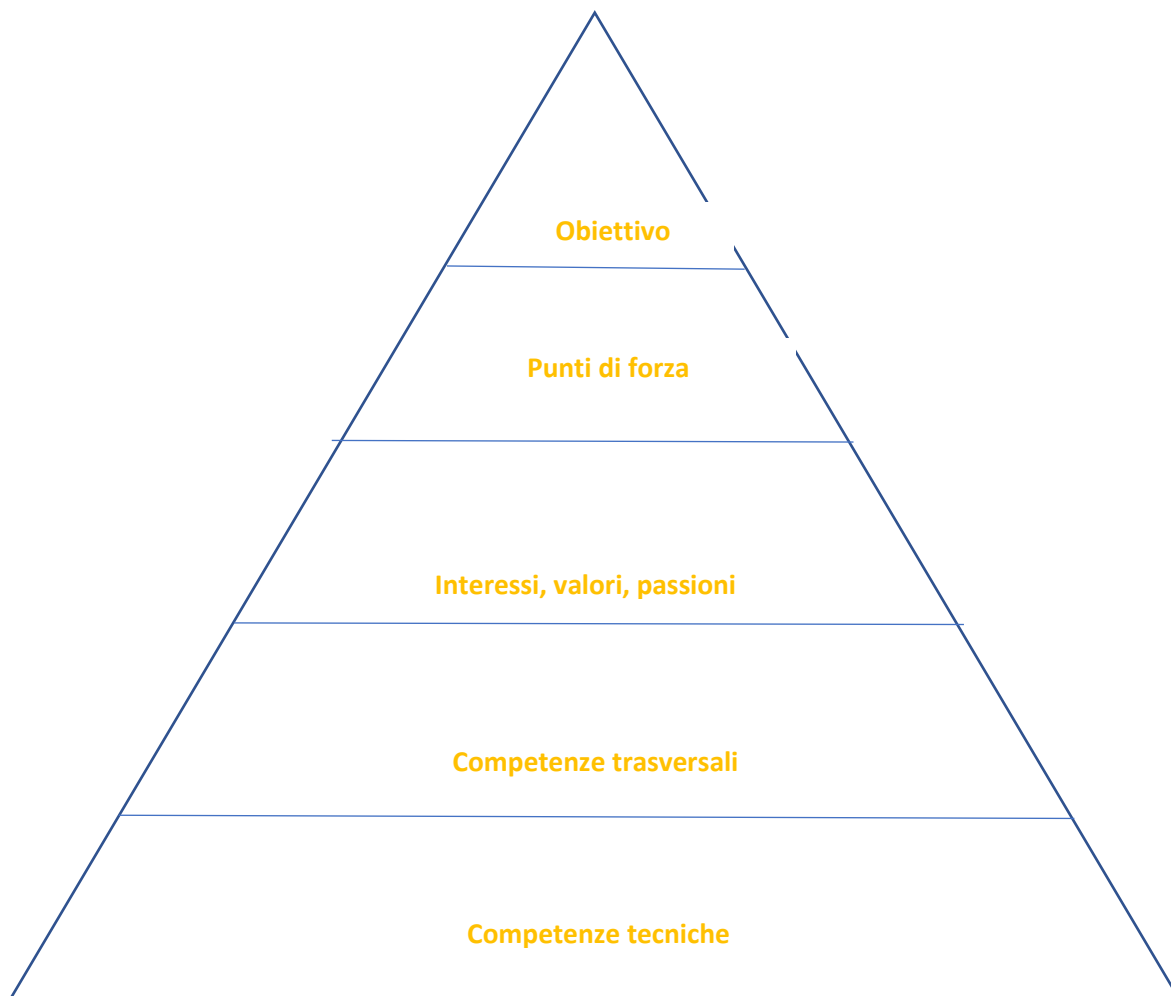 Obiettivo
Punti di forza
Interessi, valori, passioni
Competenze trasversali
Competenze tecniche